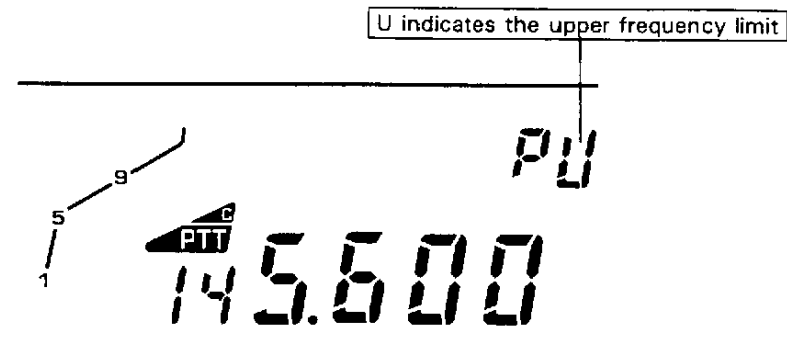 U indicates the upper frequency limit
PU
9
5
1
C
PTT
145.600